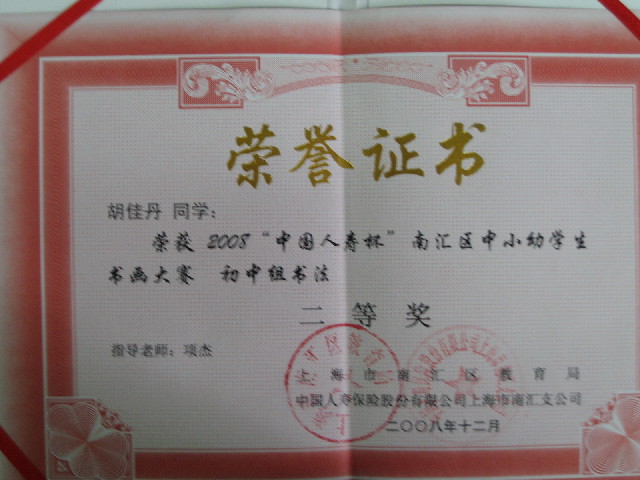 荣誉证书
胡佳丹 同学：
荣获 2008“中国人寿杯”南汇区中小幼学生
书画大赛 初中组书法
二 等 奖
指导老师：项杰
上海市南汇区教育局
中国人寿保险股份有限公司上海市南汇支公司
二〇〇八年十二月